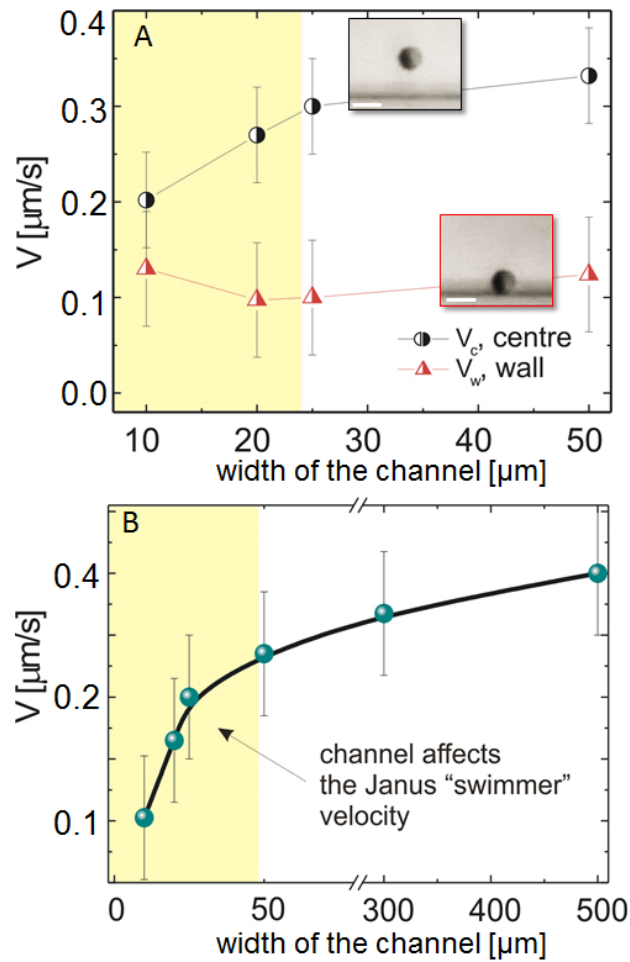 A
0.4
0.3
0.2
0.1
0.0
V [µm/s]
V_c, centre
V_w, wall
10 20 30 40 50
width of the channel [µm]
B
0.4
0.2
0.1
V [µm/s]
channel affects
the Janus “swimmer”
velocity
0 50 300 400 500
width of the channel [µm]